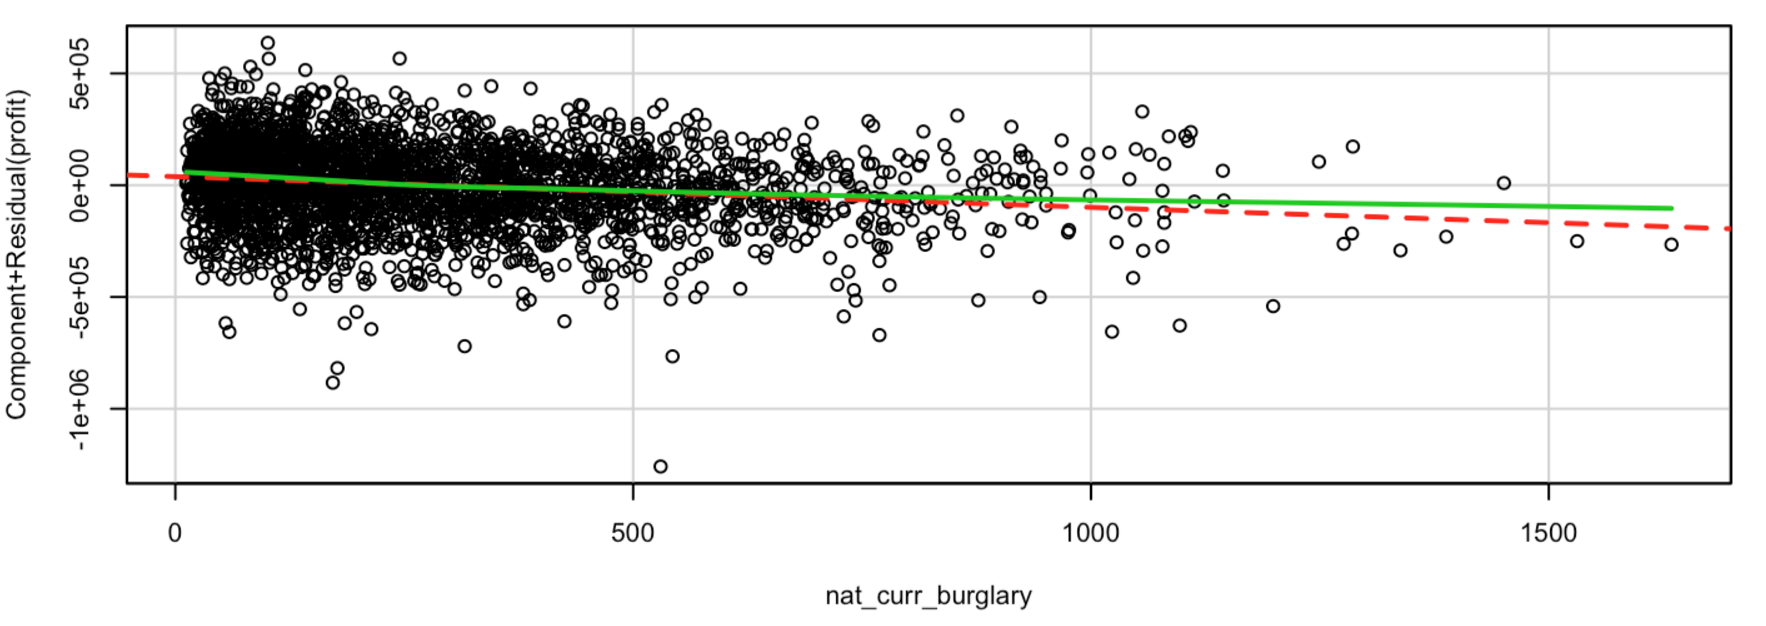 Component+Residual(profit)
5e+05
0e+00
-5e+05
-1e+06
0 500 1000 1500
nat_curr_burglary